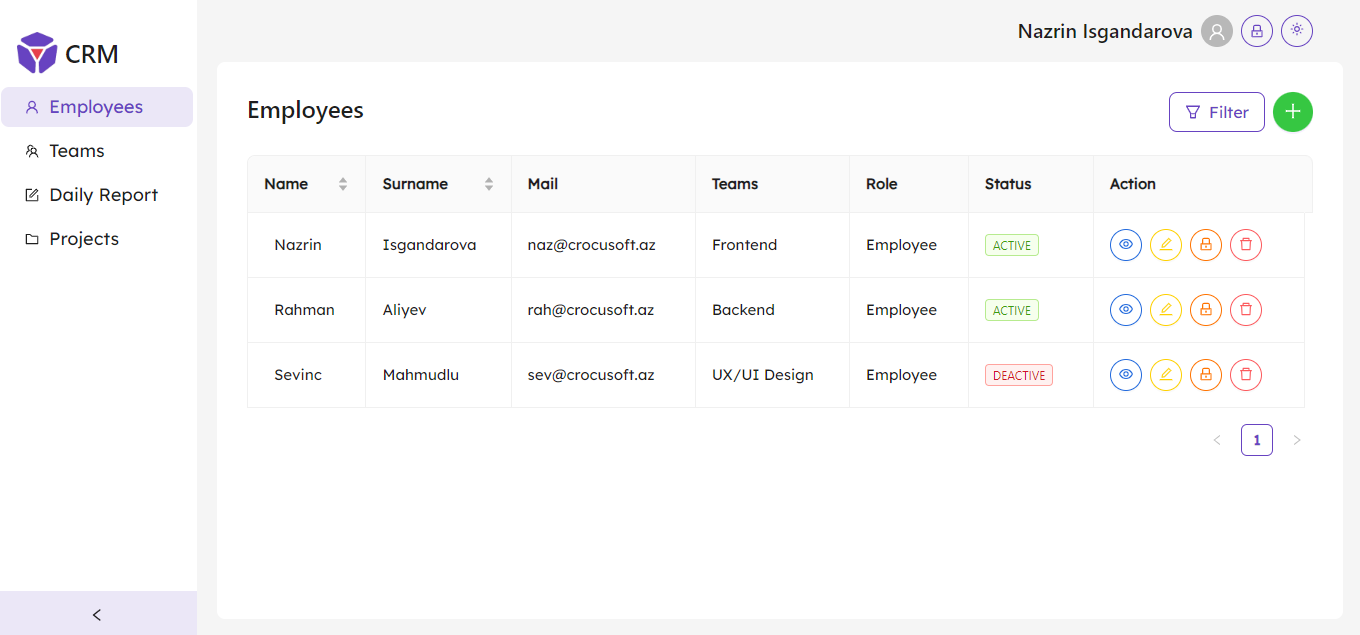 CRM
Nazrin Isgandarova
Employees
Teams
Daily Report
Projects
Employees
Filter
Name Surname Mail Teams Role Status Action
Nazrin Isgandarova naz@crocusoft.az Frontend Employee ACTIVE
Rahman Aliyev rah@crocusoft.az Backend Employee ACTIVE
Sevinc Mahmudlu sev@crocusoft.az UX/UI Design Employee DEACTIVE
1